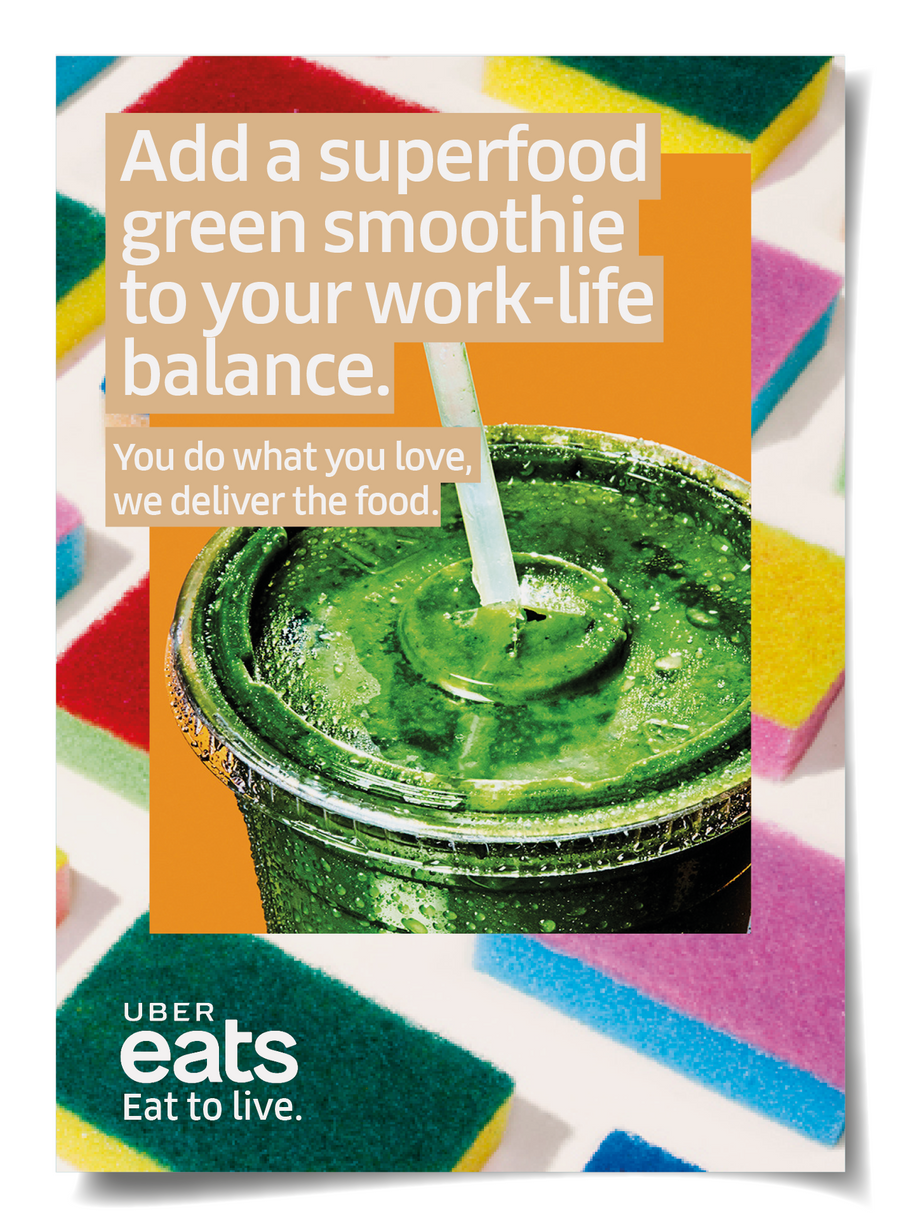 Add a superfood
green smoothie
to your work-life
balance.
You do what you love,
we deliver the food.
UBER
eats
Eat to live.